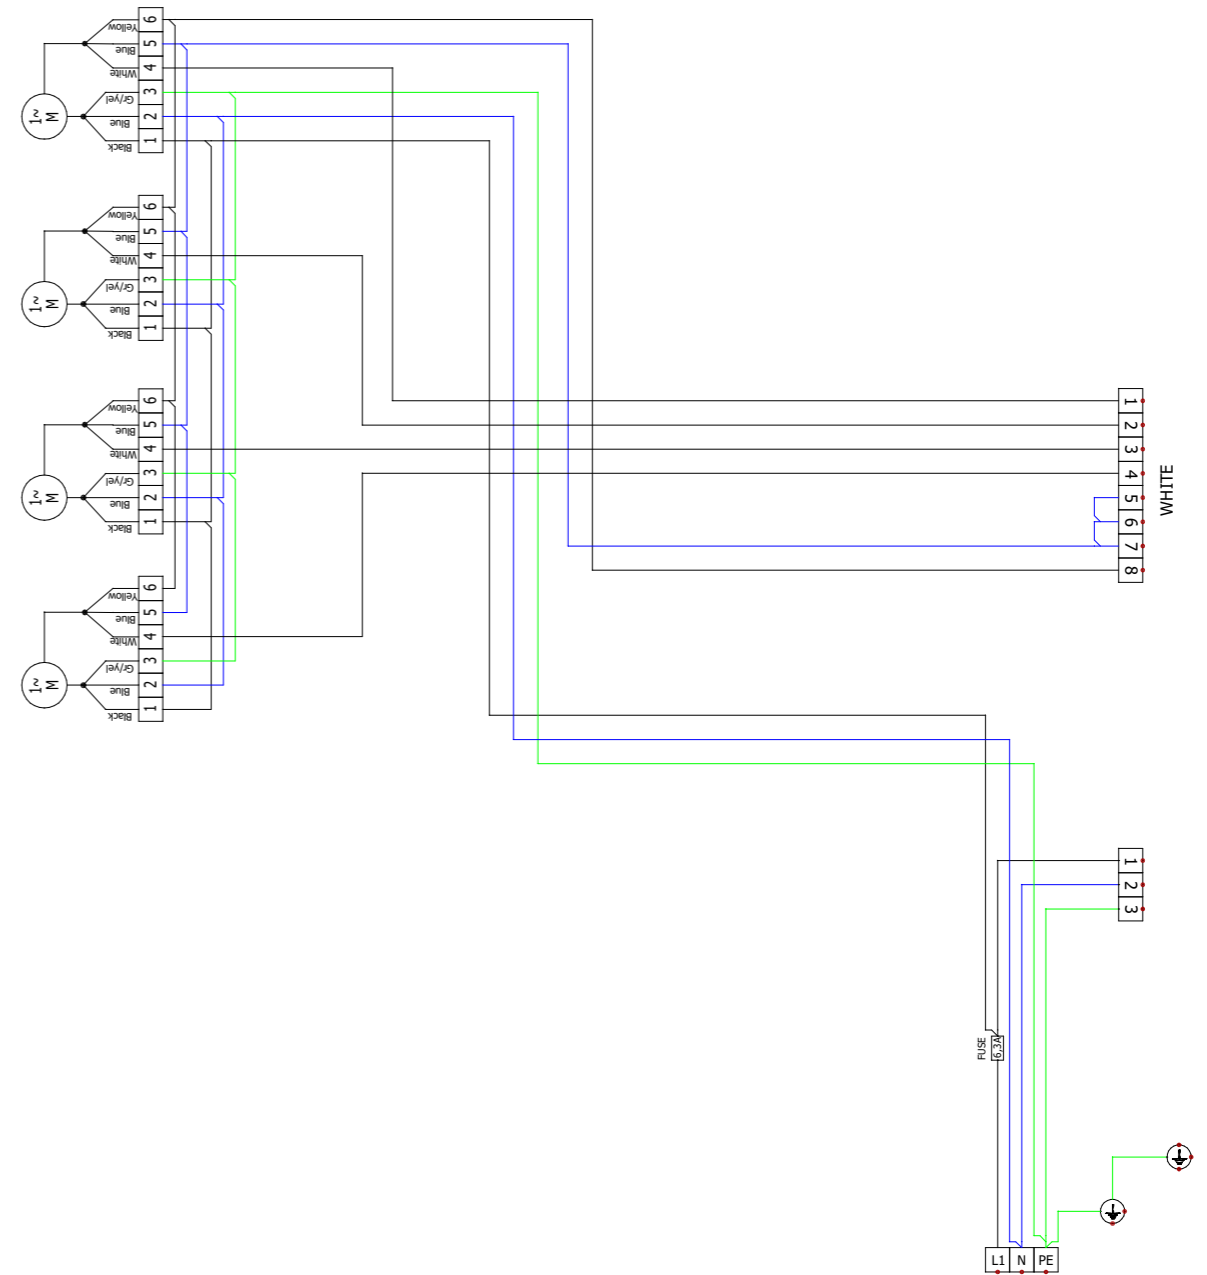 6
Yellow
5
Blue
4
White
3
Gr/yel
2
Blue
1
Black
1~
M
6
Yellow
5
Blue
4
White
3
Gr/yel
2
Blue
1
Black
1~
M
6
Yellow
5
Blue
4
White
3
Gr/yel
2
Blue
1
Black
1~
M
6
Yellow
5
Blue
4
White
3
Gr/yel
2
Blue
1
Black
1~
M
1
2
3
4
5
6
7
8
WHITE
1
2
3
FUSE
6,3A
L1 N PE